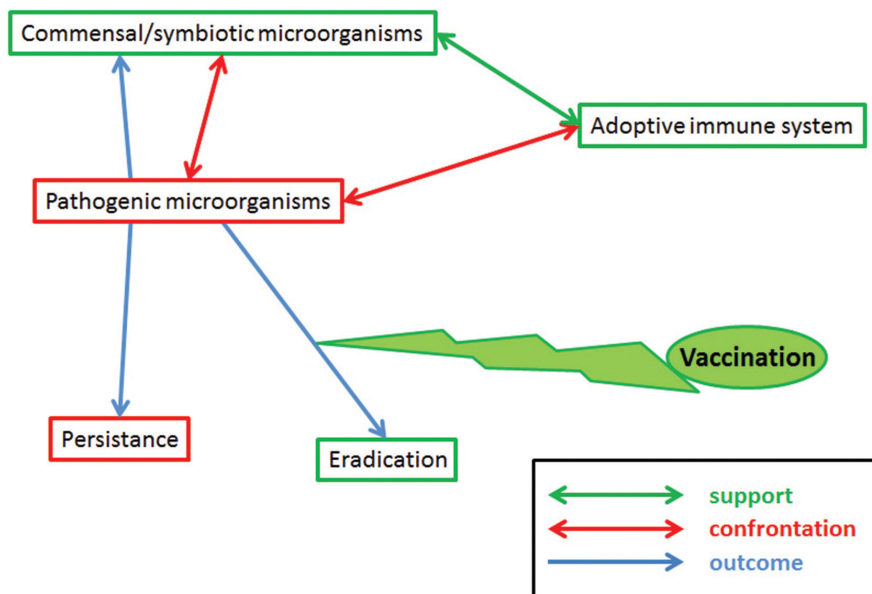 Commensal/symbiotic microorganisms
Adoptive immune system
Pathogenic microorganisms
Vaccination
Persistance
Eradication
support
confrontation
outcome